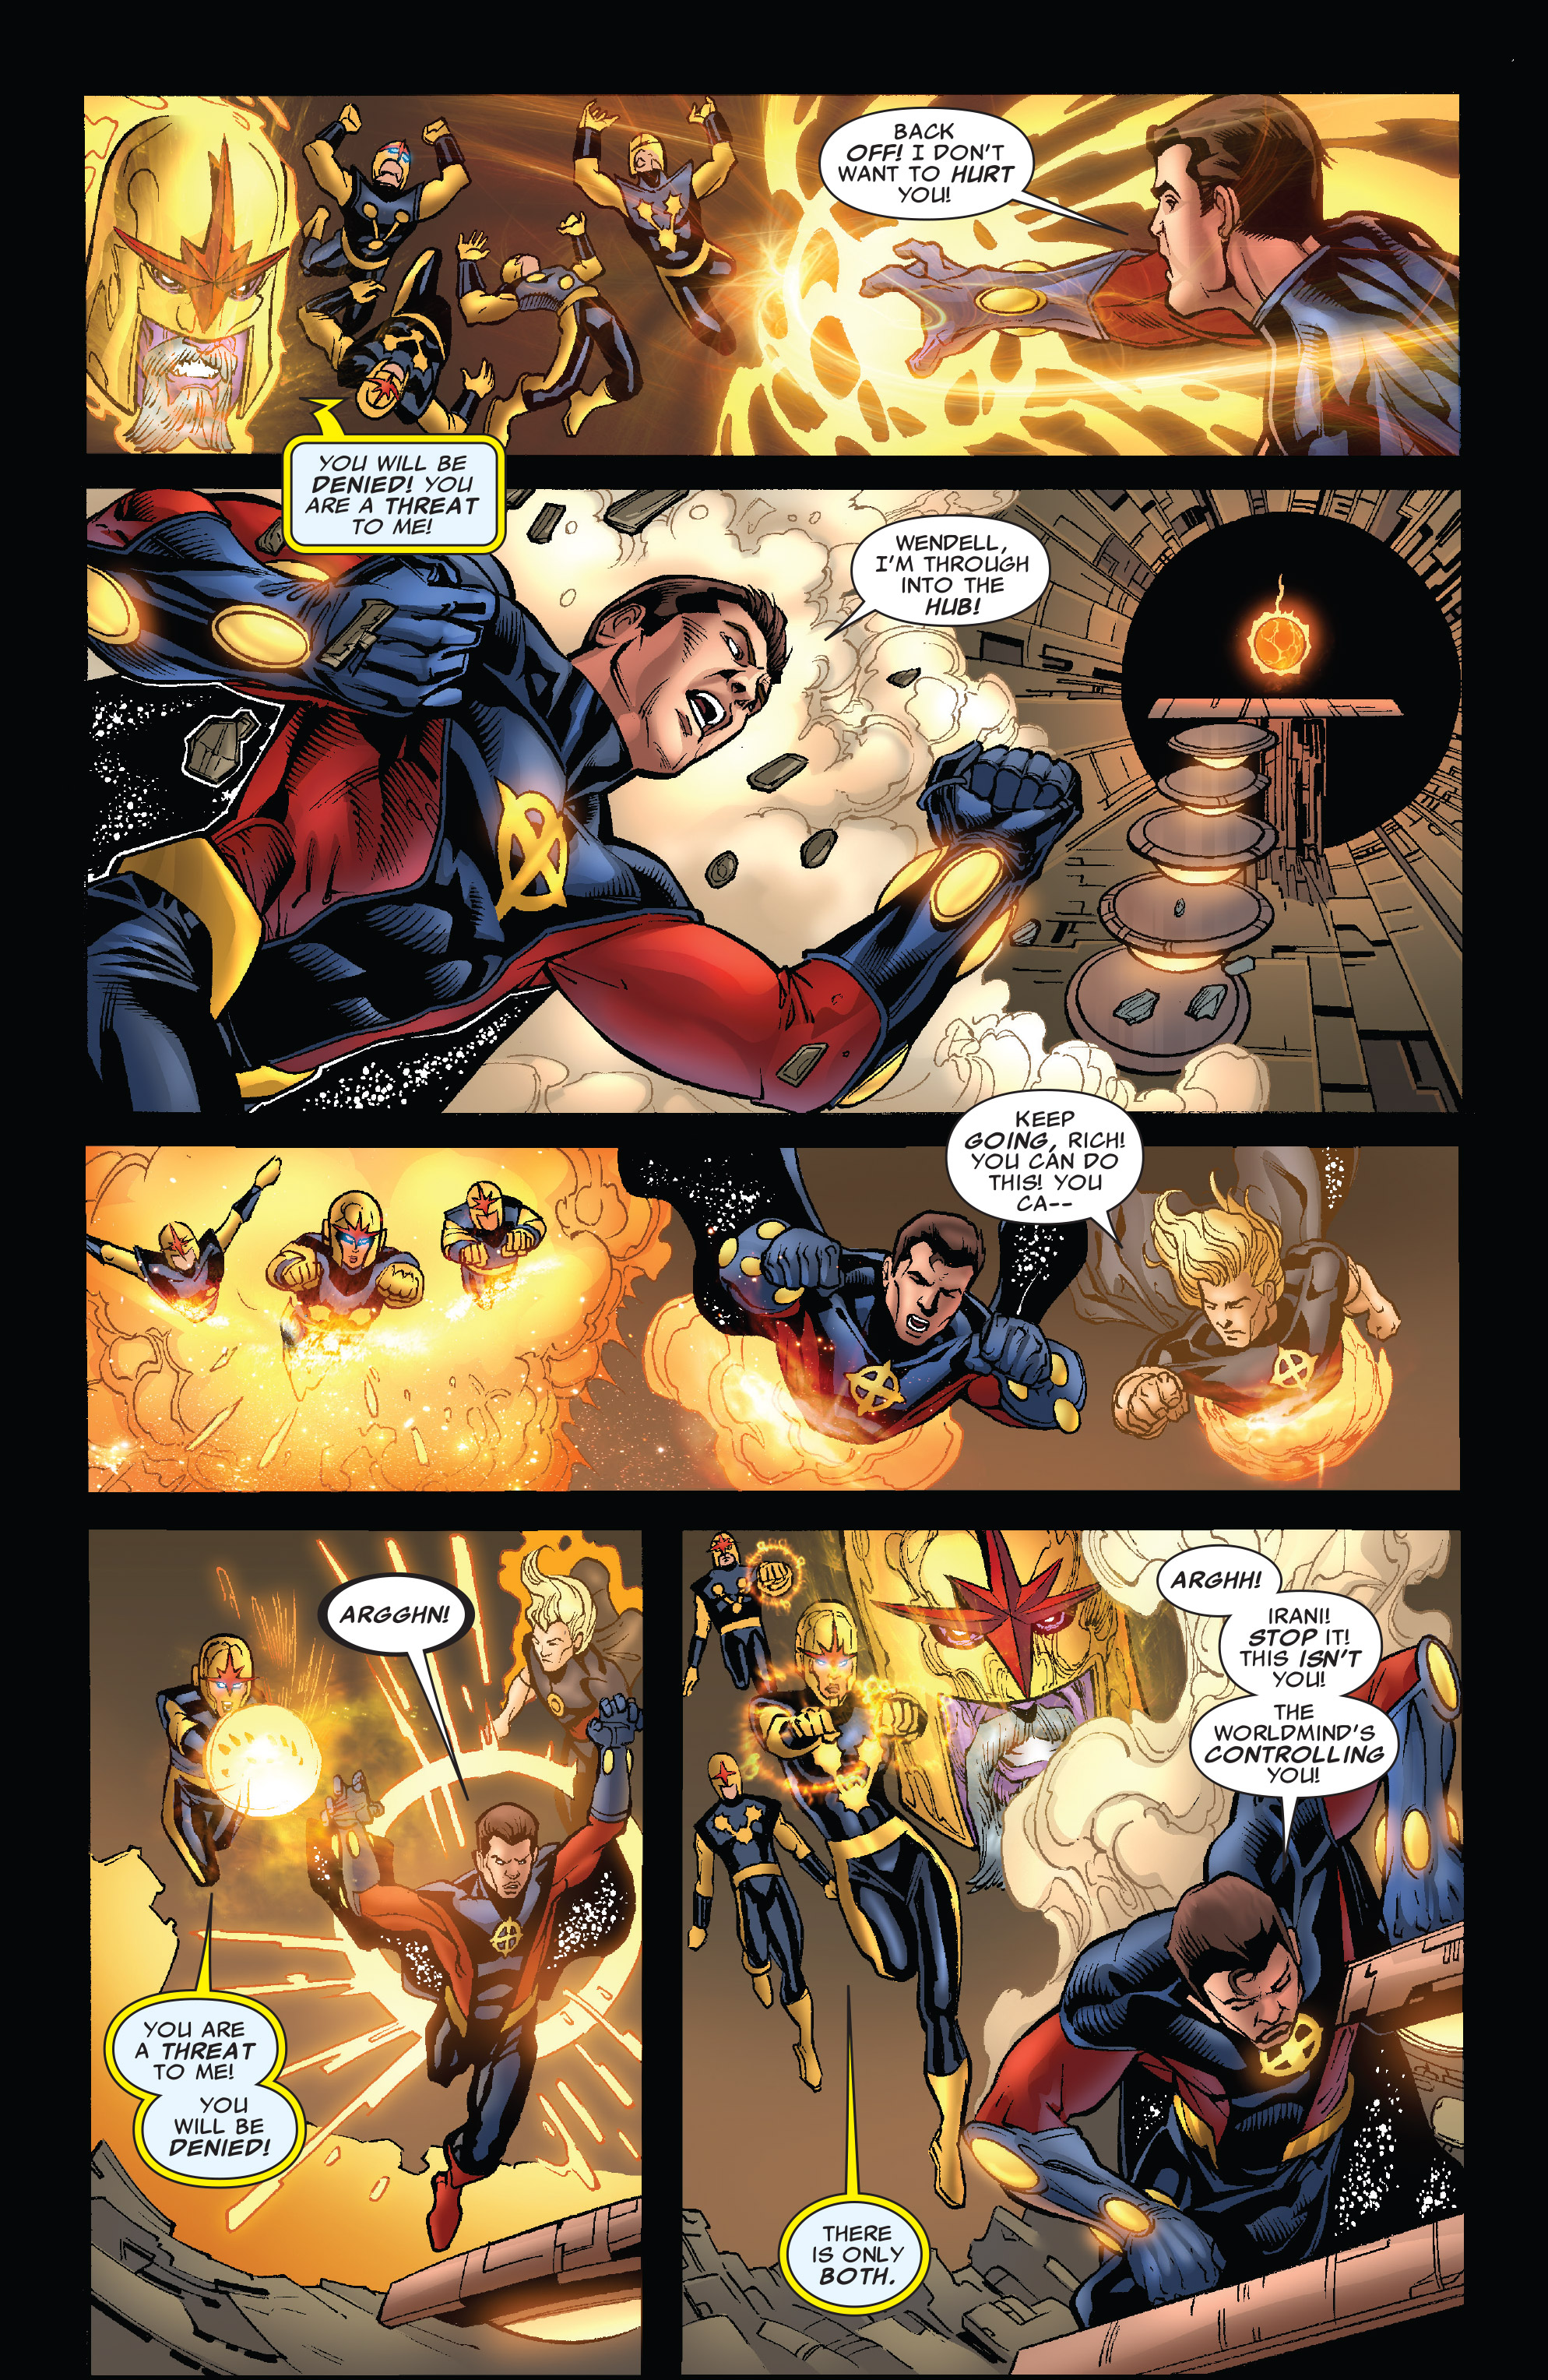 BACK
OFF! I DON'T
WANT TO HURT
YOU!
YOU WILL BE
DENIED! YOU
ARE A THREAT
TO ME!
WENDELL,
I'M THROUGH
INTO THE
HUB!
KEEP
GOING, RICH!
YOU CAN DO
THIS! YOU
CA--
ARGGHN!
YOU ARE
A THREAT
TO ME!
YOU
WILL BE
DENIED!
ARGHH!
IRANI!
STOP IT!
THIS ISN'T
YOU!
THE
WORLDMIND'S
CONTROLLING
YOU!
THERE
IS ONLY
BOTH.